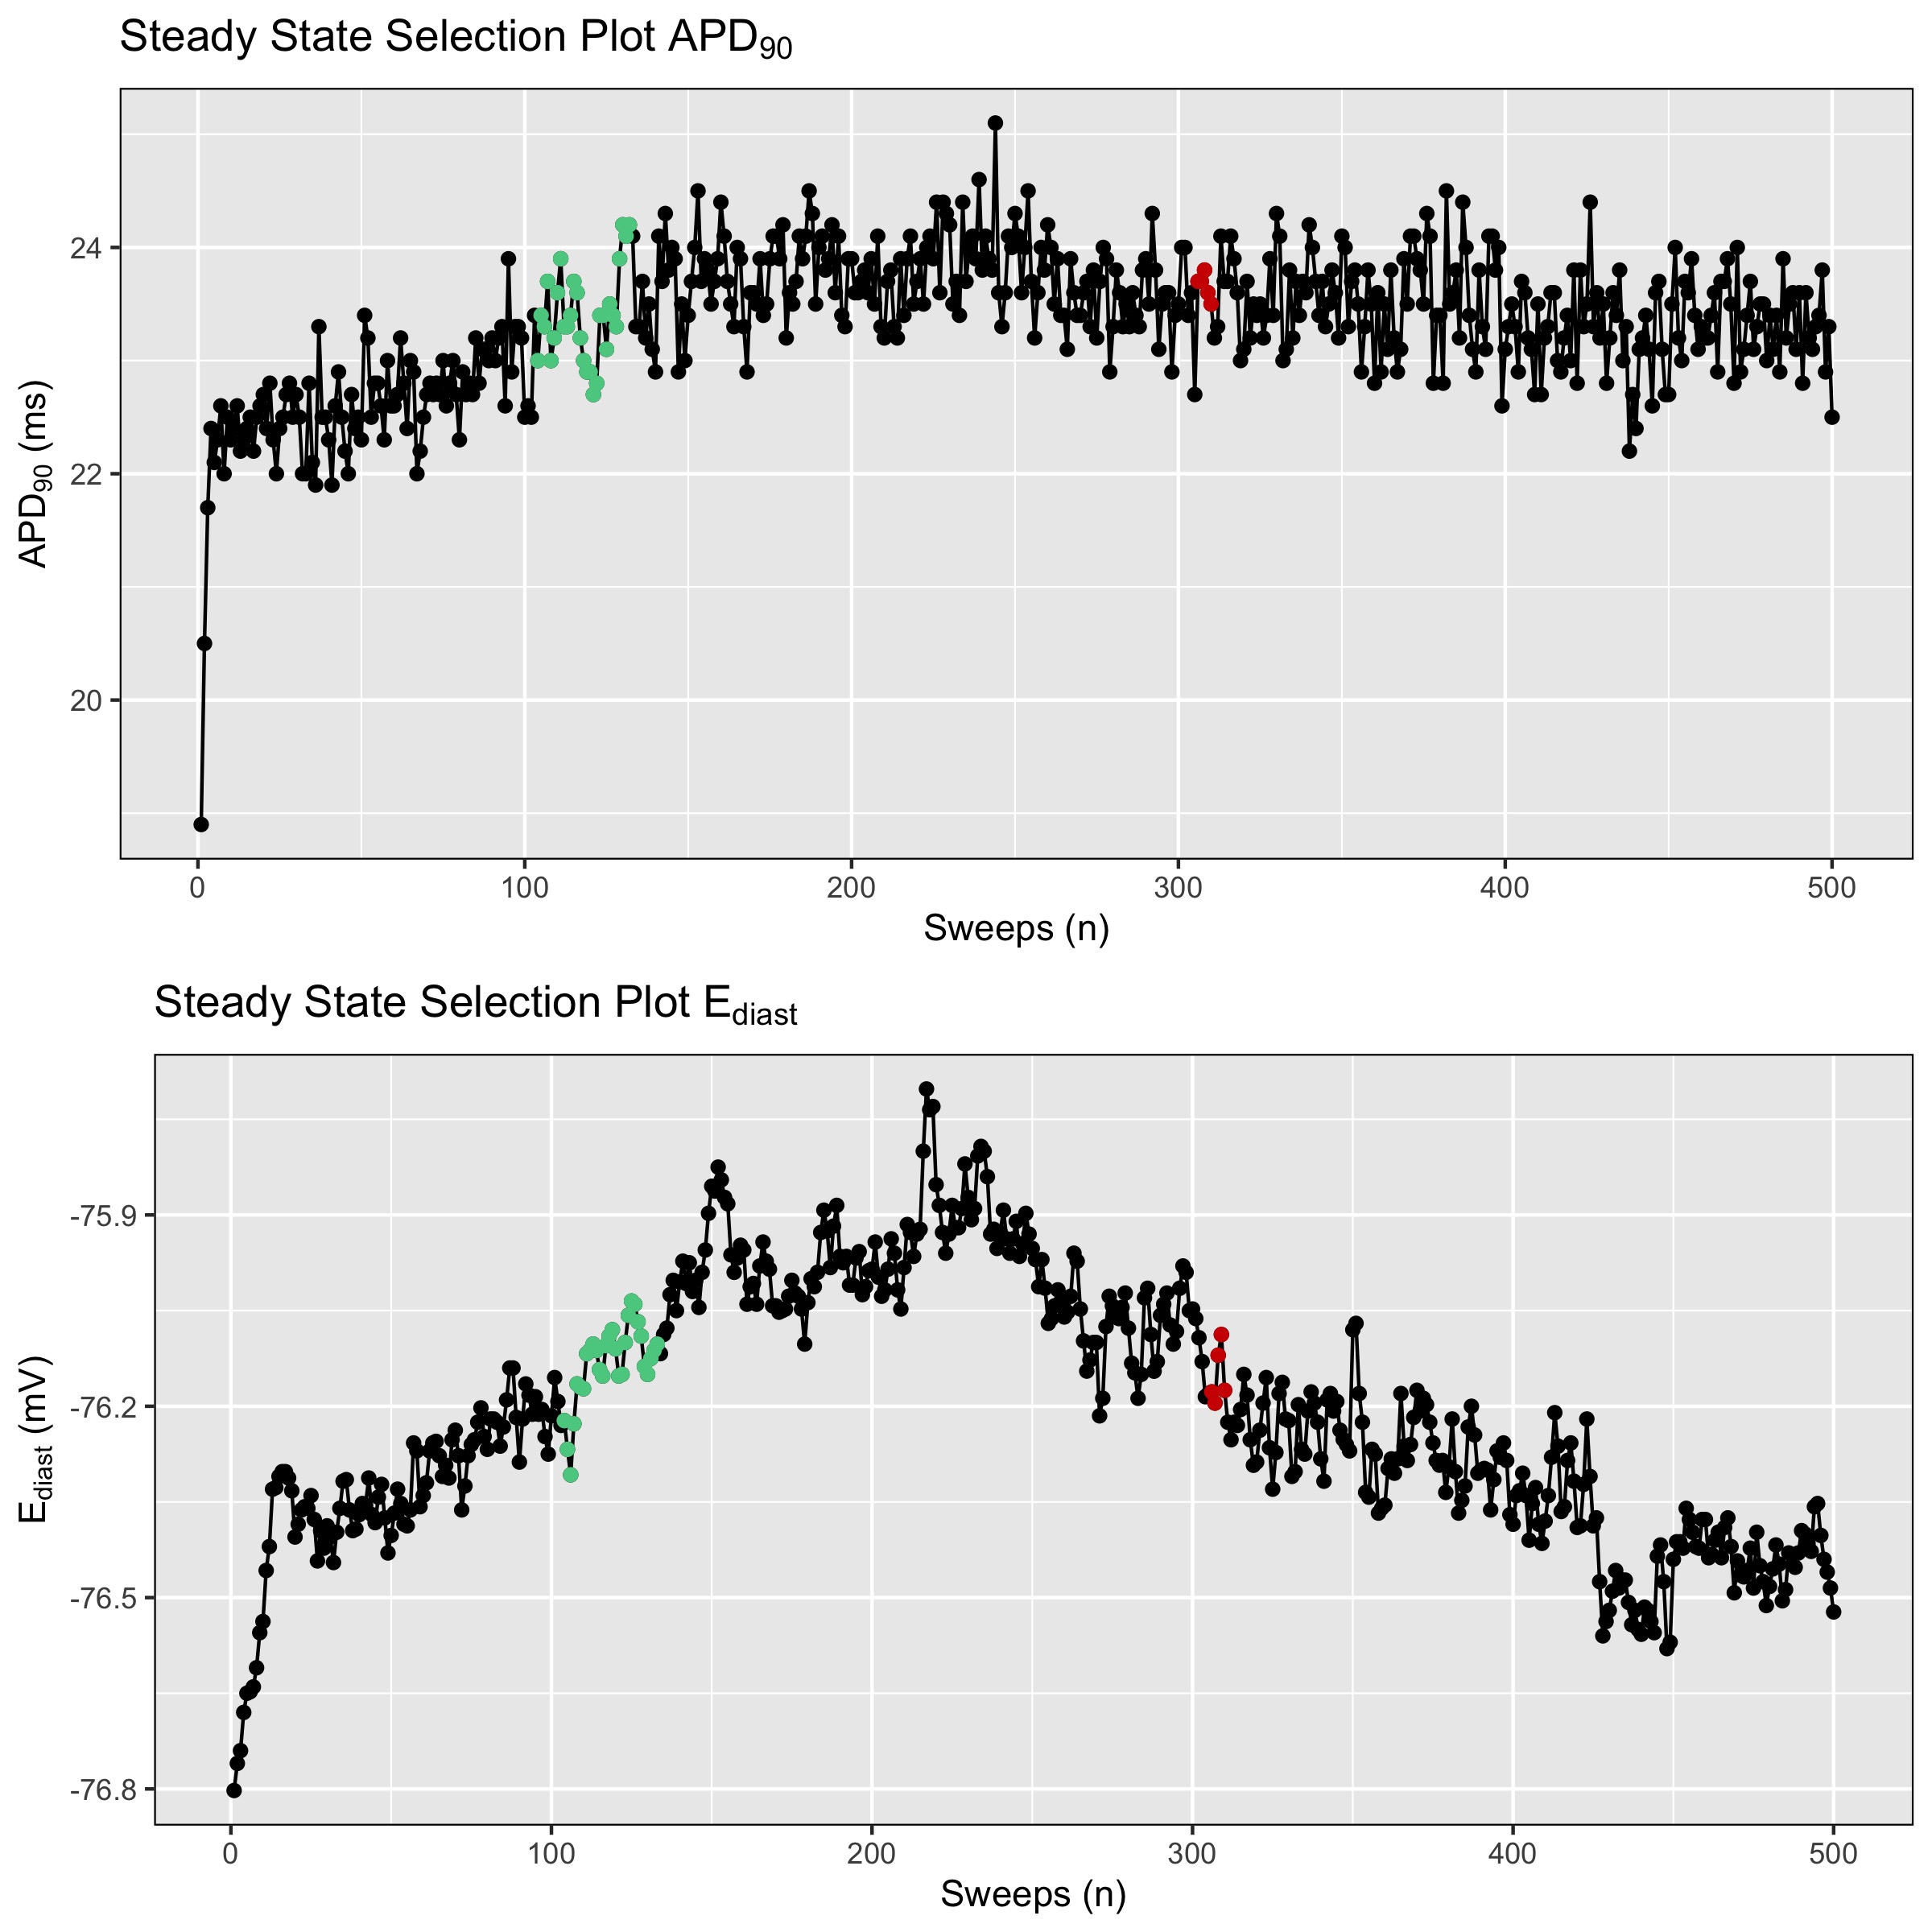 Steady State Selection Plot APD90
24
22
20
APD90 (ms)
0 100 200 300 400 500
Sweeps (n)
Steady State Selection Plot Ediast
-75.9
-76.2
-76.5
-76.8
Ediast (mV)
0 100 200 300 400 500
Sweeps (n)